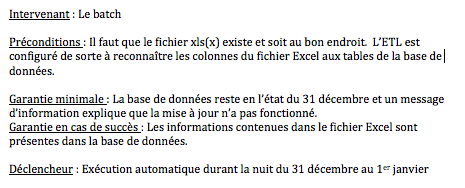 Intervenant : Le batch
Préconditions : Il faut que le fichier xls(x) existe et soit au bon endroit. L'ETL est
configuré de sorte à reconnaître les colonnes du fichier Excel aux tables de la base de
données.
Garantie minimale : La base de données reste en l'état du 31 décembre et un message
d'information explique que la mise à jour n'a pas fonctionné.
Garantie en cas de succès : Les informations contenues dans le fichier Excel sont
présentes dans la base de données.
Déclencheur : Exécution automatique durant la nuit du 31 décembre au 1er janvier